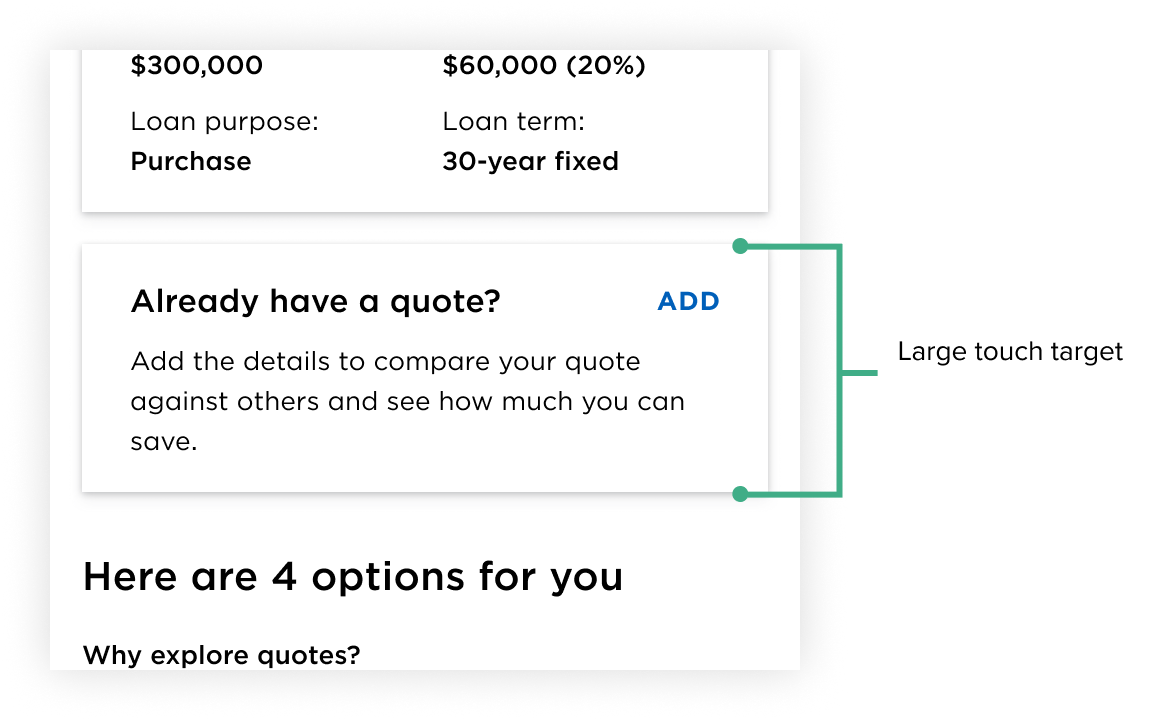 $300,000 $60,000 (20%)
Loan purpose: Loan term:
Purchase 30-year fixed
Already have a quote? ADD
Add the details to compare your quote
against others and see how much you can
save.
Large touch target
Here are 4 options for you
Why explore quotes?